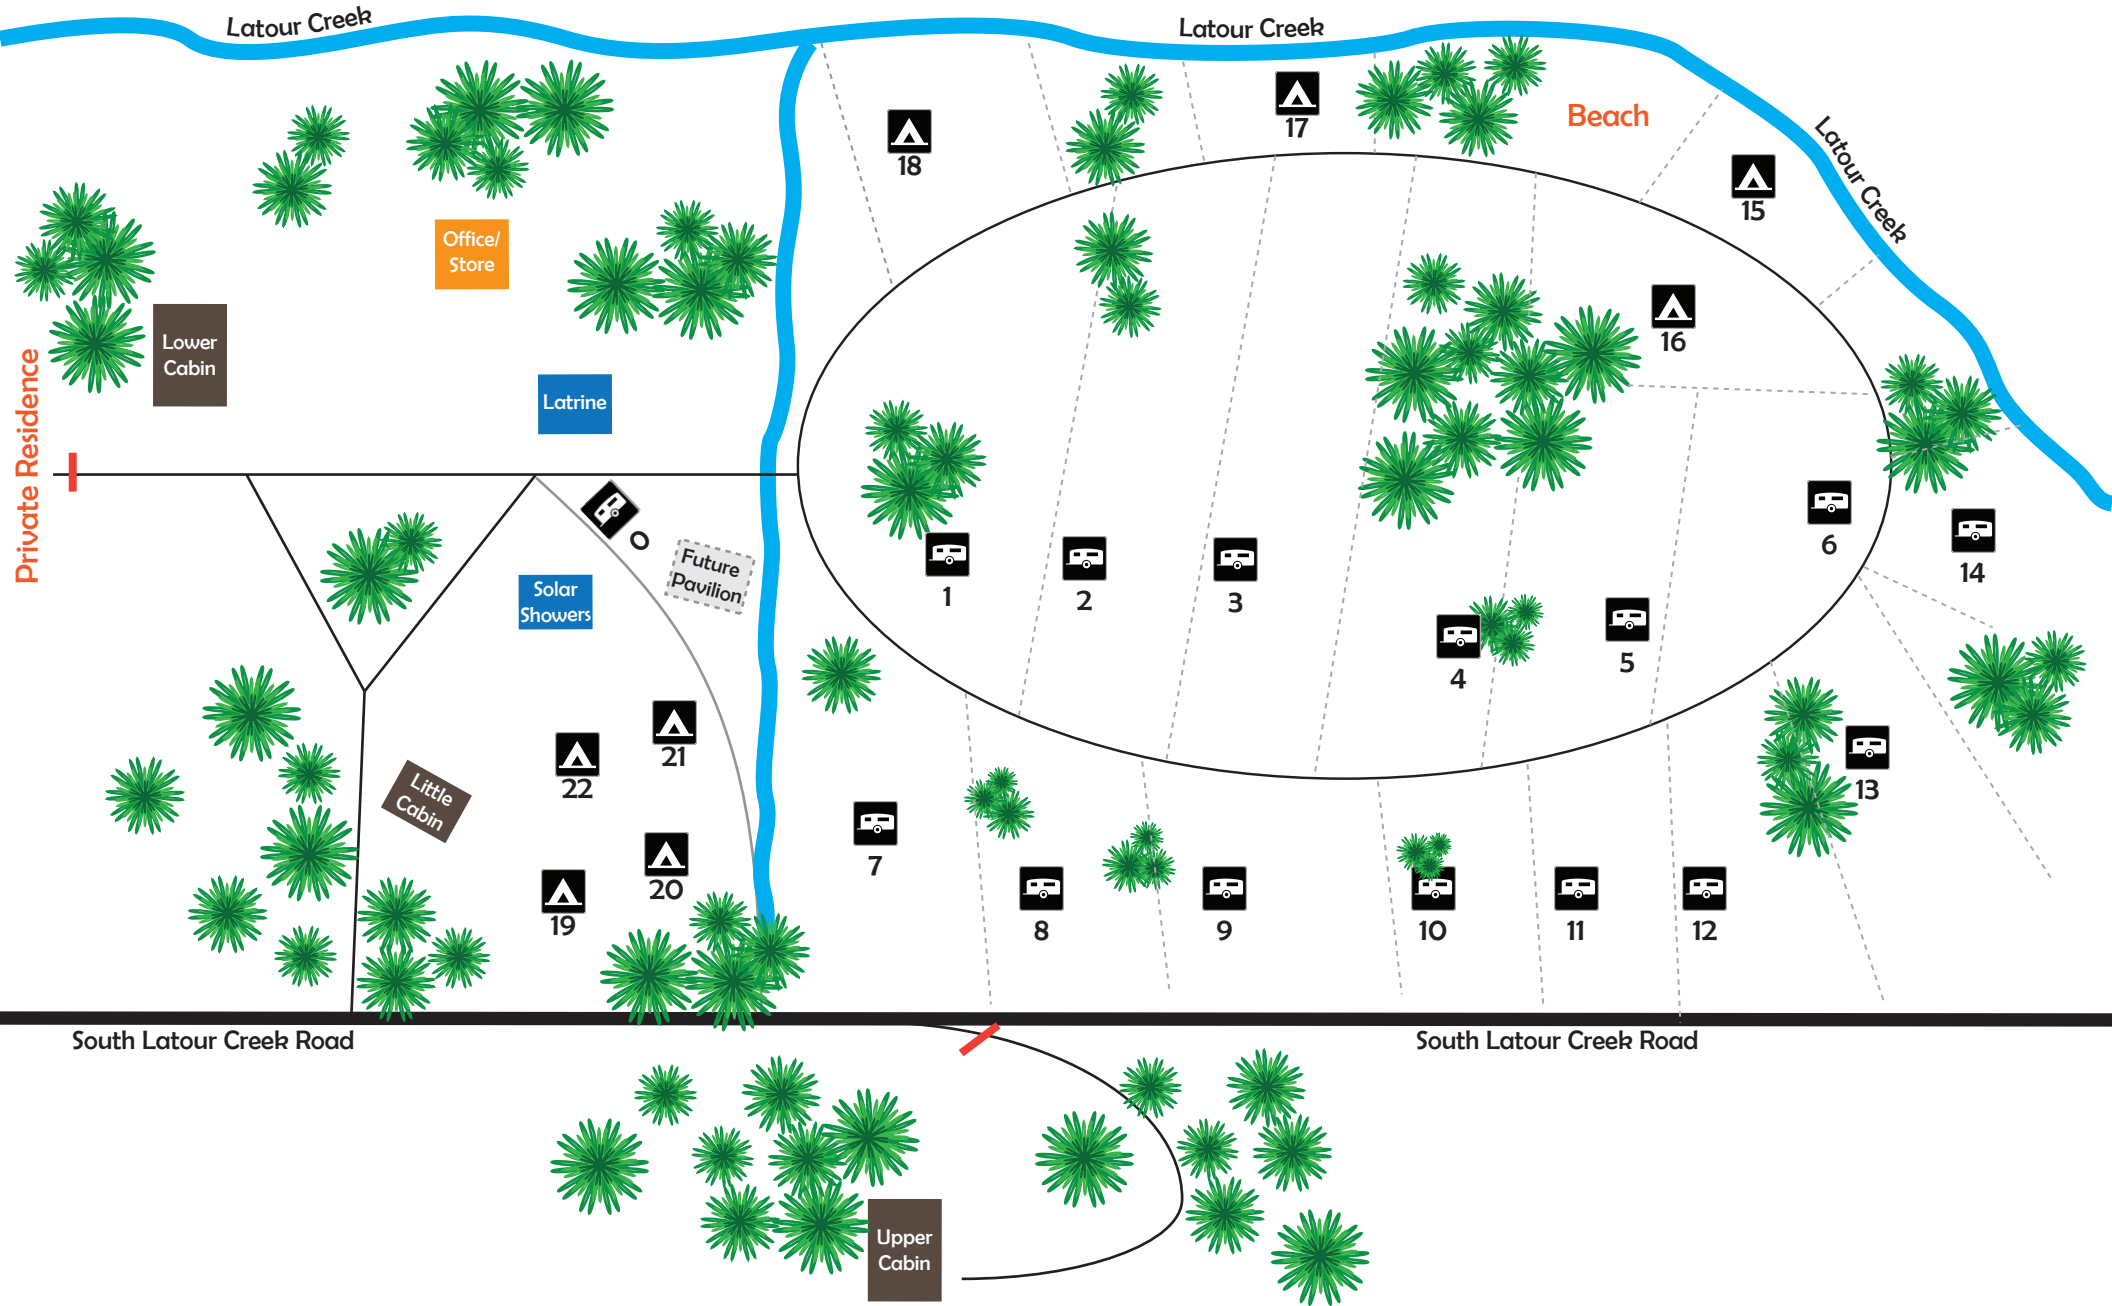 Latour Creek
Latour Creek
Latour Creek
Beach
18
17
15
16
Office/
Store
Lower
Cabin
Latrine
Private Residence
0
Future
Pavilion
Solar
Showers
1
2
3
4
5
6
14
21
22
Little
Cabin
20
19
7
8
9
10
11
12
13
South Latour Creek Road
South Latour Creek Road
Upper
Cabin